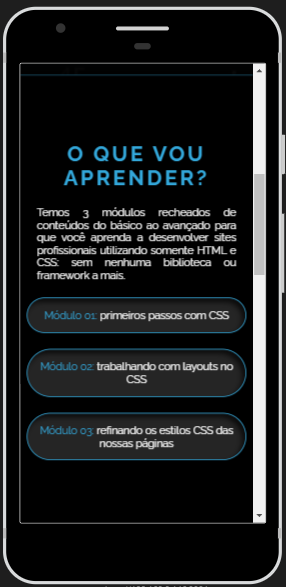 O QUE VOU
APRENDER?
Temos 3 módulos recheados de
conteúdos do básico ao avançado para
que você aprenda a desenvolver sites
profissionais utilizando somente HTML e
CSS: sem nenhuma biblioteca ou
framework a mais.
Módulo 01: primeiros passos com CSS
Módulo 02: trabalhando com layouts no
CSS
Módulo 03: refinando os estilos CSS das
nossas páginas